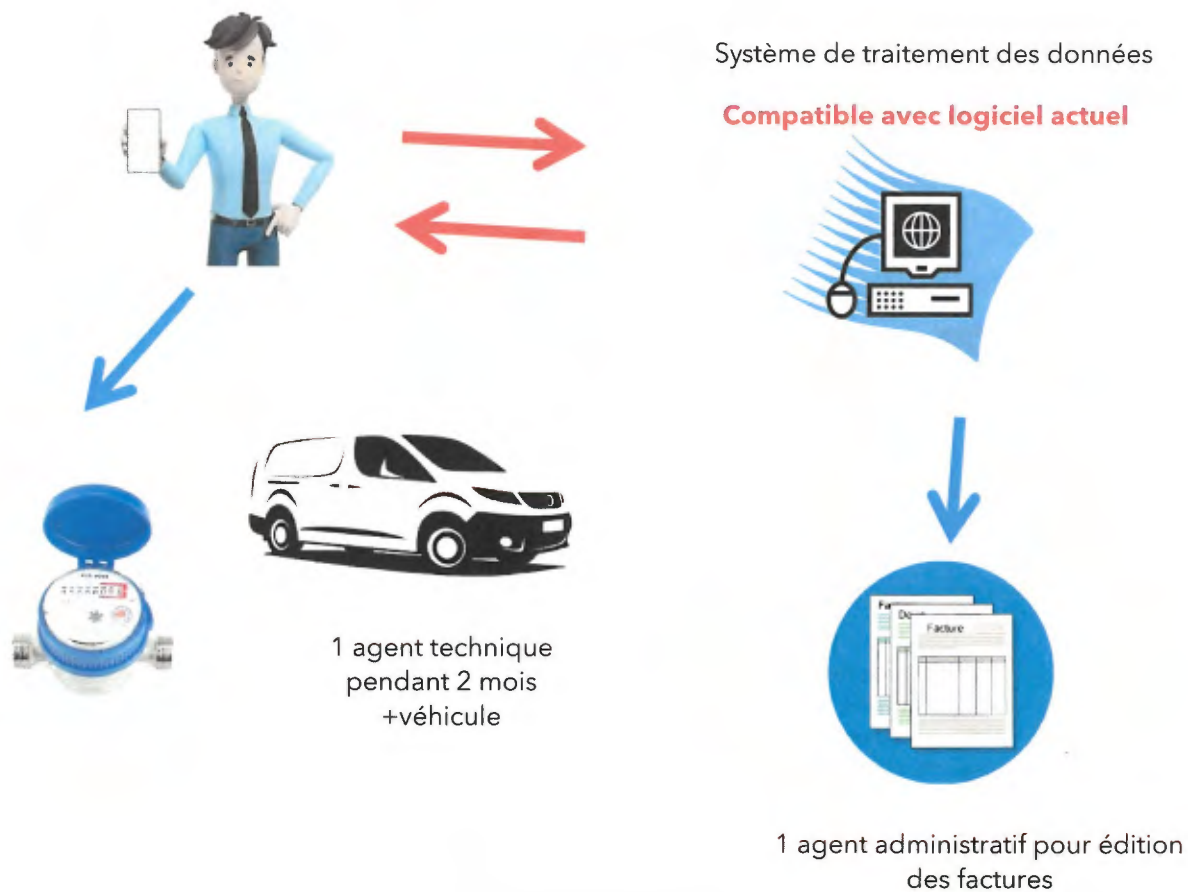 Système de traitement des données
Compatible avec logiciel actuel
1 agent technique
pendant 2 mois
+véhicule
Facture
1 agent administratif pour édition
des factures